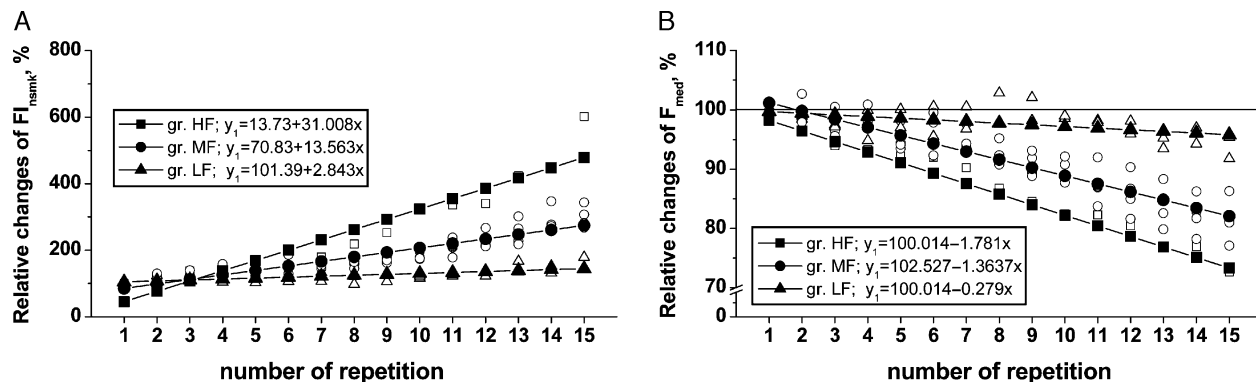 A
Relative changes of FI_nsmk, %
800
600
400
200
0
gr. HF; y₁=13.73+31.008x
gr. MF; y₁=70.83+13.563x
gr. LF; y₁=101.39+2.843x
1 2 3 4 5 6 7 8 9 10 11 12 13 14 15
number of repetition
B
Relative changes of F_med, %
110
100
90
80
70
0
gr. HF; y₁=100.014−1.781x
gr. MF; y₁=102.527−1.3637x
gr. LF; y₁=100.014−0.279x
1 2 3 4 5 6 7 8 9 10 11 12 13 14 15
number of repetition